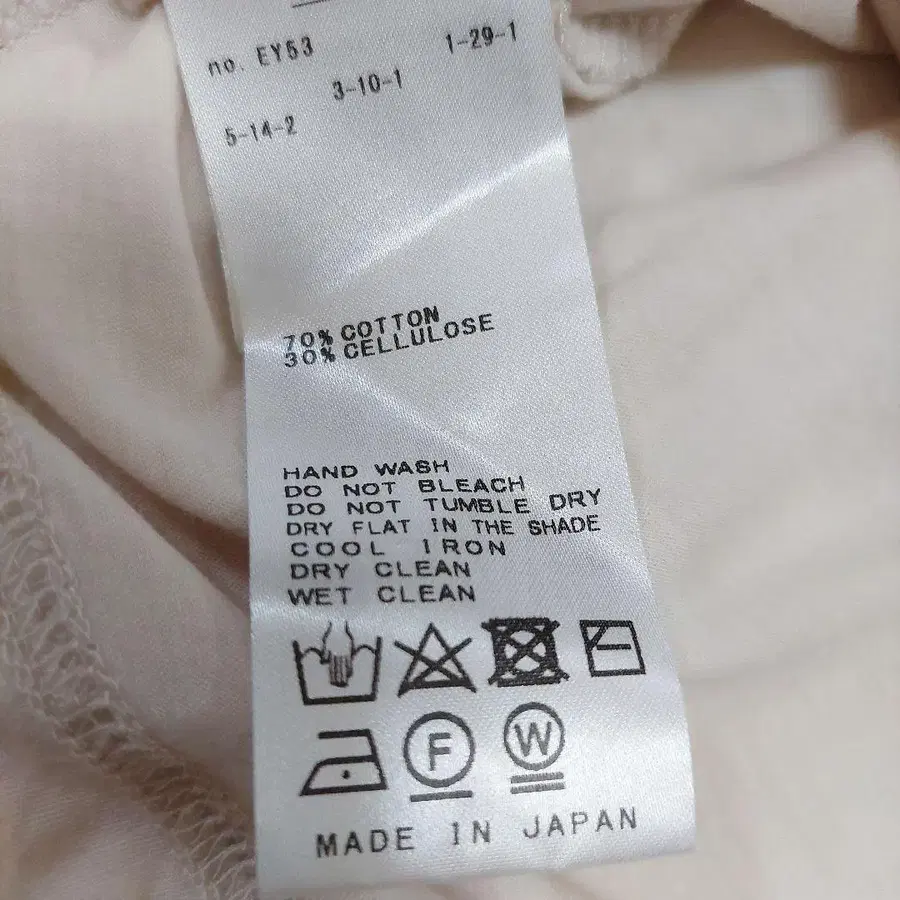 no. EY53
1-29-1
3-10-1
5-14-2
70% COTTON
30% CELLULOSE
HAND WASH
DO NOT BLEACH
DO NOT TUMBLE DRY
DRY FLAT IN THE SHADE
COOL IRON
DRY CLEAN
WET CLEAN
F
W
MADE IN JAPAN